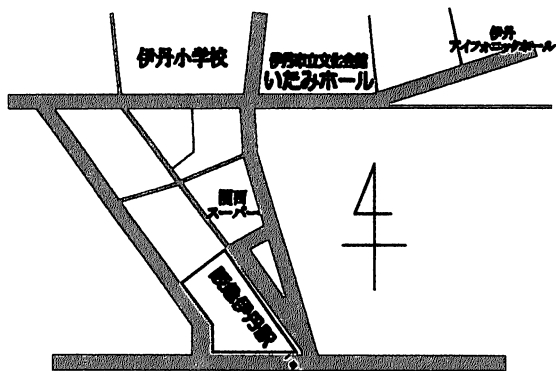 伊丹小学校
伊丹市立文化会館
いたみホール
伊丹
アイフォニックホール
関西
スーパー
阪急伊丹駅